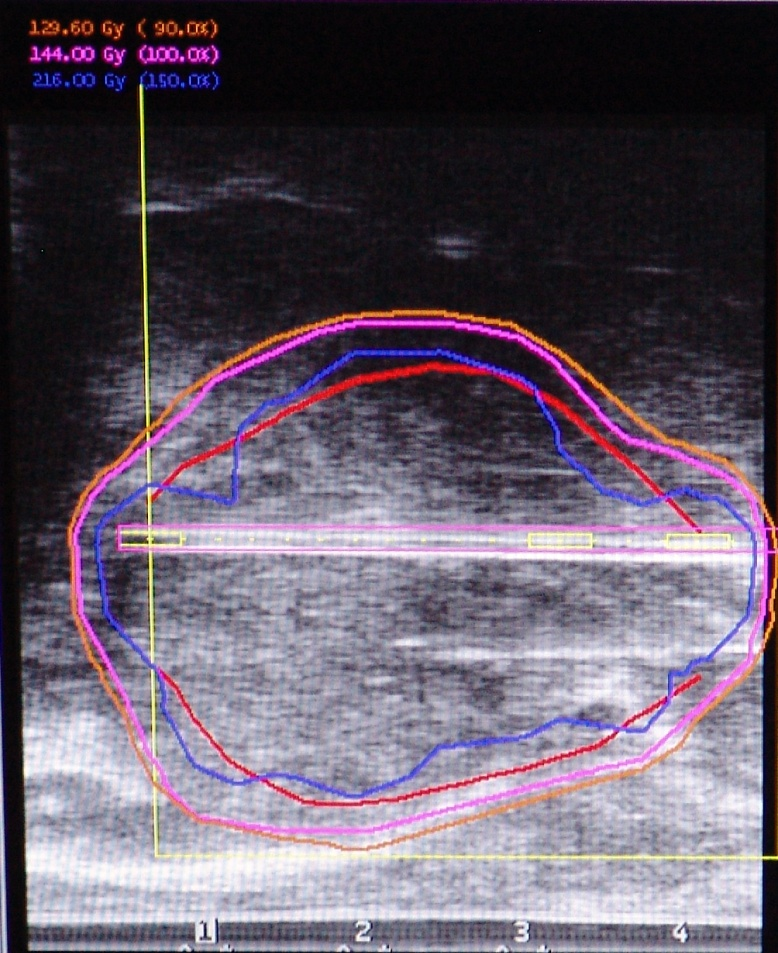 129.60 Gy ( 90.0%)
144.00 Gy (100.0%)
216.00 Gy (150.0%)
1 2 3 4